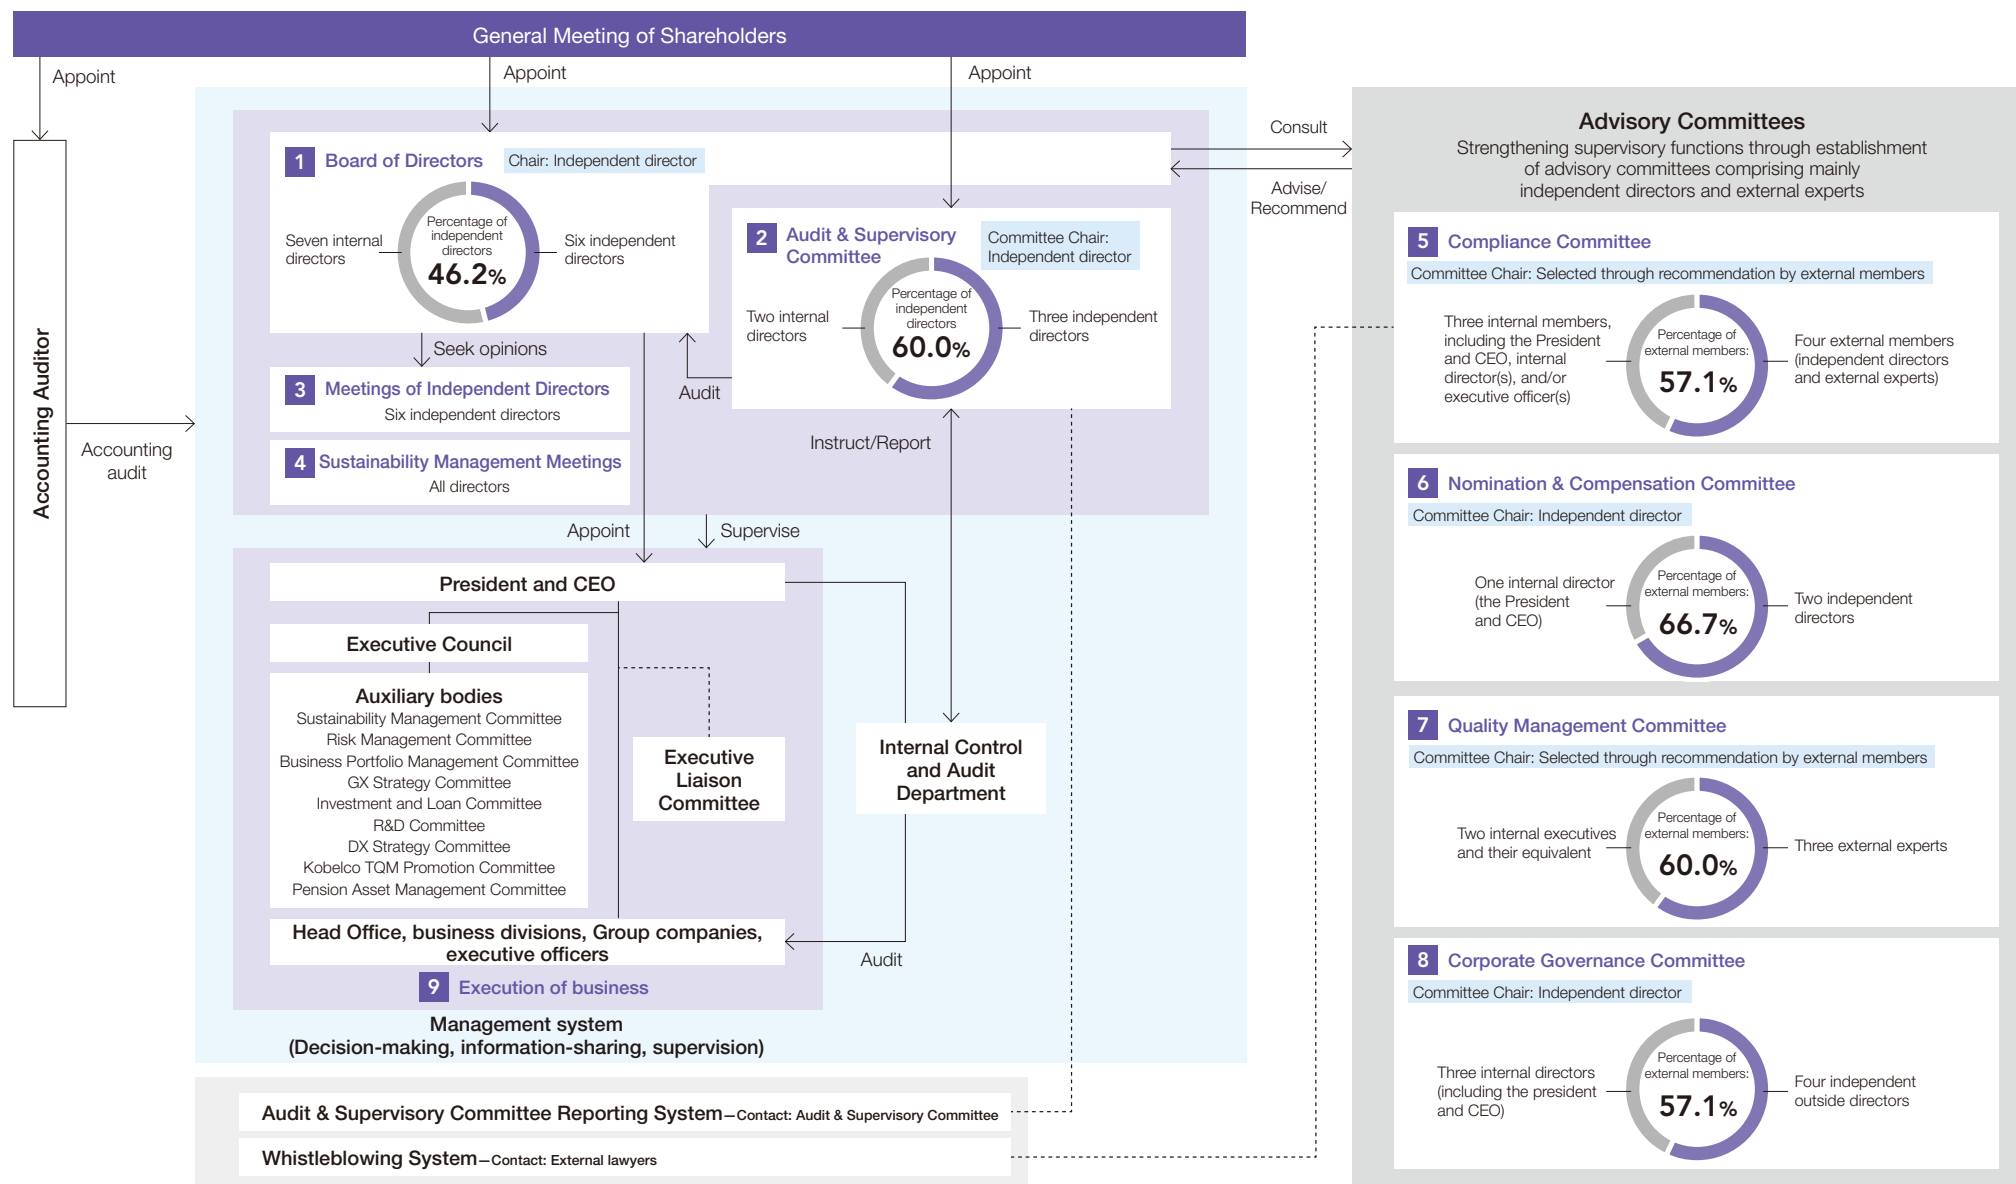 General Meeting of Shareholders
Appoint
Appoint
Appoint
Accounting Auditor
Accounting
audit
1 Board of Directors
Chair: Independent director
Seven internal
directors
Percentage of
independent
directors
46.2%
Six independent
directors
Seek opinions
3 Meetings of Independent Directors
Six independent directors
4 Sustainability Management Meetings
All directors
2 Audit & Supervisory
Committee
Committee Chair:
Independent director
Two internal
directors
Percentage of
independent
directors
60.0%
Three independent
directors
Audit
Instruct/Report
Appoint
Supervise
President and CEO
Executive Council
Auxiliary bodies
Sustainability Management Committee
Risk Management Committee
Business Portfolio Management Committee
GX Strategy Committee
Investment and Loan Committee
R&D Committee
DX Strategy Committee
Kobelco TQM Promotion Committee
Pension Asset Management Committee
Executive
Liaison
Committee
Internal Control
and Audit
Department
Head Office, business divisions, Group companies,
executive officers
Audit
9 Execution of business
Management system
(Decision-making, information-sharing, supervision)
Audit & Supervisory Committee Reporting System—Contact: Audit & Supervisory Committee
Whistleblowing System—Contact: External lawyers
Consult
Advise/
Recommend
Advisory Committees
Strengthening supervisory functions through establishment
of advisory committees comprising mainly
independent directors and external experts
5 Compliance Committee
Committee Chair: Selected through recommendation by external members
Three internal members,
including the President
and CEO, internal
director(s), and/or
executive officer(s)
Percentage of
external members:
57.1%
Four external members
(independent directors
and external experts)
6 Nomination & Compensation Committee
Committee Chair: Independent director
One internal director
(the President
and CEO)
Percentage of
external members:
66.7%
Two independent
directors
7 Quality Management Committee
Committee Chair: Selected through recommendation by external members
Two internal executives
and their equivalent
Percentage of
external members:
60.0%
Three external experts
8 Corporate Governance Committee
Committee Chair: Independent director
Three internal directors
(including the president
and CEO)
Percentage of
external members:
57.1%
Four independent
outside directors